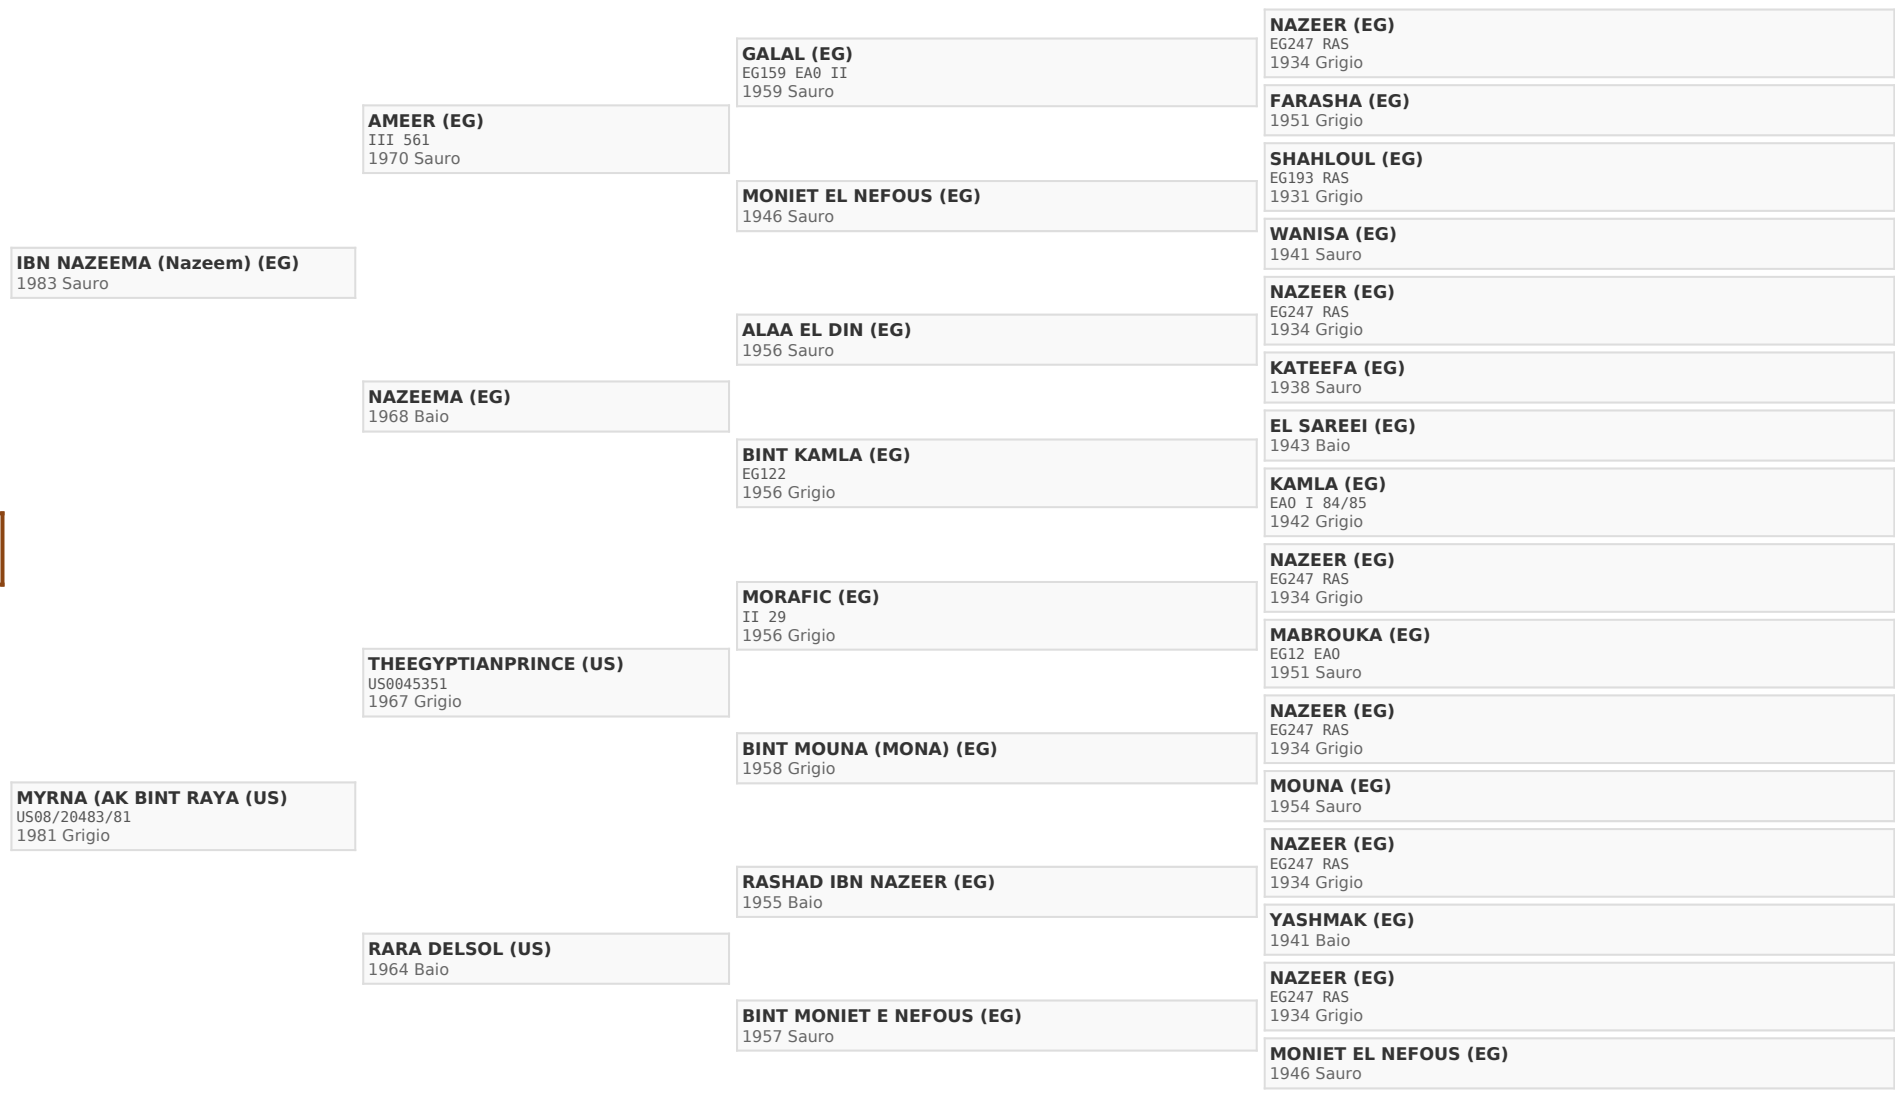 IBN NAZEEMA (Nazeem) (EG)
1983 Sauro
MYRNA (AK BINT RAYA (US)
US08/20483/81
1981 Grigio
AMEER (EG)
III 561
1970 Sauro
NAZEEMA (EG)
1968 Baio
THEEGYPTIANPRINCE (US)
US0045351
1967 Grigio
RARA DELSOL (US)
1964 Baio
GALAL (EG)
EG159 EA0 II
1959 Sauro
MONIET EL NEFOUS (EG)
1946 Sauro
ALAA EL DIN (EG)
1956 Sauro
BINT KAMLA (EG)
EG122
1956 Grigio
MORAFIC (EG)
II 29
1956 Grigio
BINT MOUNA (MONA) (EG)
1958 Grigio
RASHAD IBN NAZEER (EG)
1955 Baio
BINT MONIET E NEFOUS (EG)
1957 Sauro
NAZEER (EG)
EG247 RAS
1934 Grigio
FARASHA (EG)
1951 Grigio
SHAHLOUL (EG)
EG193 RAS
1931 Grigio
WANISA (EG)
1941 Sauro
NAZEER (EG)
EG247 RAS
1934 Grigio
KATEEFA (EG)
1938 Sauro
EL SAREEI (EG)
1943 Baio
KAMLA (EG)
EAO I 84/85
1942 Grigio
NAZEER (EG)
EG247 RAS
1934 Grigio
MABROUKA (EG)
EG12 EAO
1951 Sauro
NAZEER (EG)
EG247 RAS
1934 Grigio
MOUNA (EG)
1954 Sauro
NAZEER (EG)
EG247 RAS
1934 Grigio
YASHMAK (EG)
1941 Baio
NAZEER (EG)
EG247 RAS
1934 Grigio
MONIET EL NEFOUS (EG)
1946 Sauro